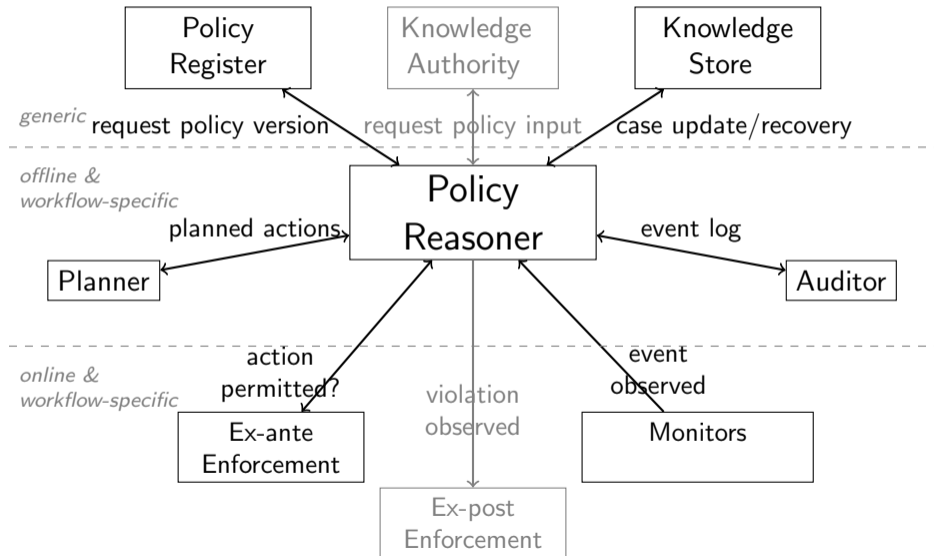 Policy
Register
Knowledge
Authority
Knowledge
Store
generic
request policy version
request policy input
case update/recovery
offline &
workflow-specific
Policy
Reasoner
planned actions
event log
Planner
Auditor
online &
workflow-specific
action
permitted?
violation
observed
event
observed
Ex-ante
Enforcement
Monitors
Ex-post
Enforcement